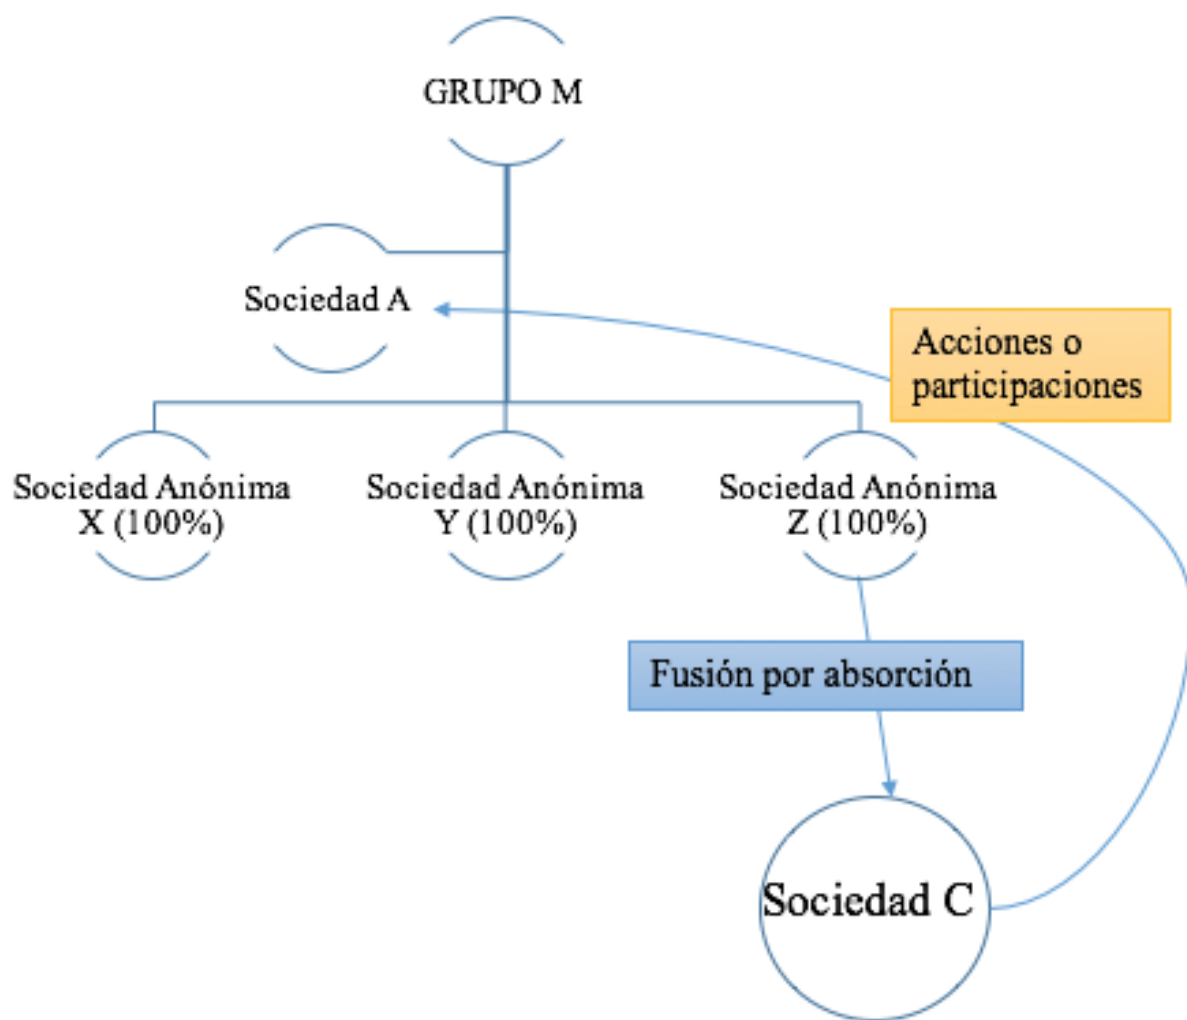 GRUPO M
Sociedad A
Acciones o
participaciones
Sociedad Anónima
X (100%)
Sociedad Anónima
Y (100%)
Sociedad Anónima
Z (100%)
Fusión por absorción
Sociedad C